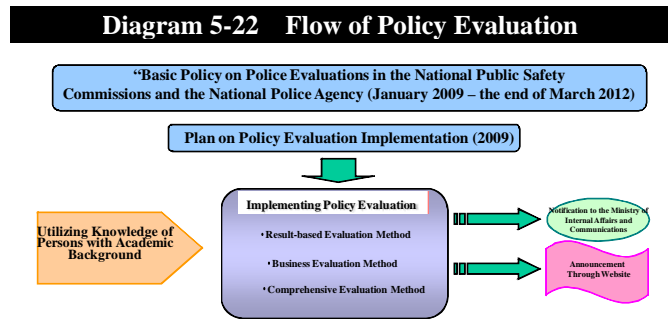 Diagram 5-22 Flow of Policy Evaluation
“Basic Policy on Police Evaluations in the National Public Safety
Commissions and the National Police Agency (January 2009 – the end of March 2012)
Plan on Policy Evaluation Implementation (2009)
Implementing Policy Evaluation
・Result-based Evaluation Method
・Business Evaluation Method
・Comprehensive Evaluation Method
Utilizing Knowledge of
Persons with Academic
Background
Notification to the Ministry of
Internal Affairs and
Communications
Announcement
Through Website